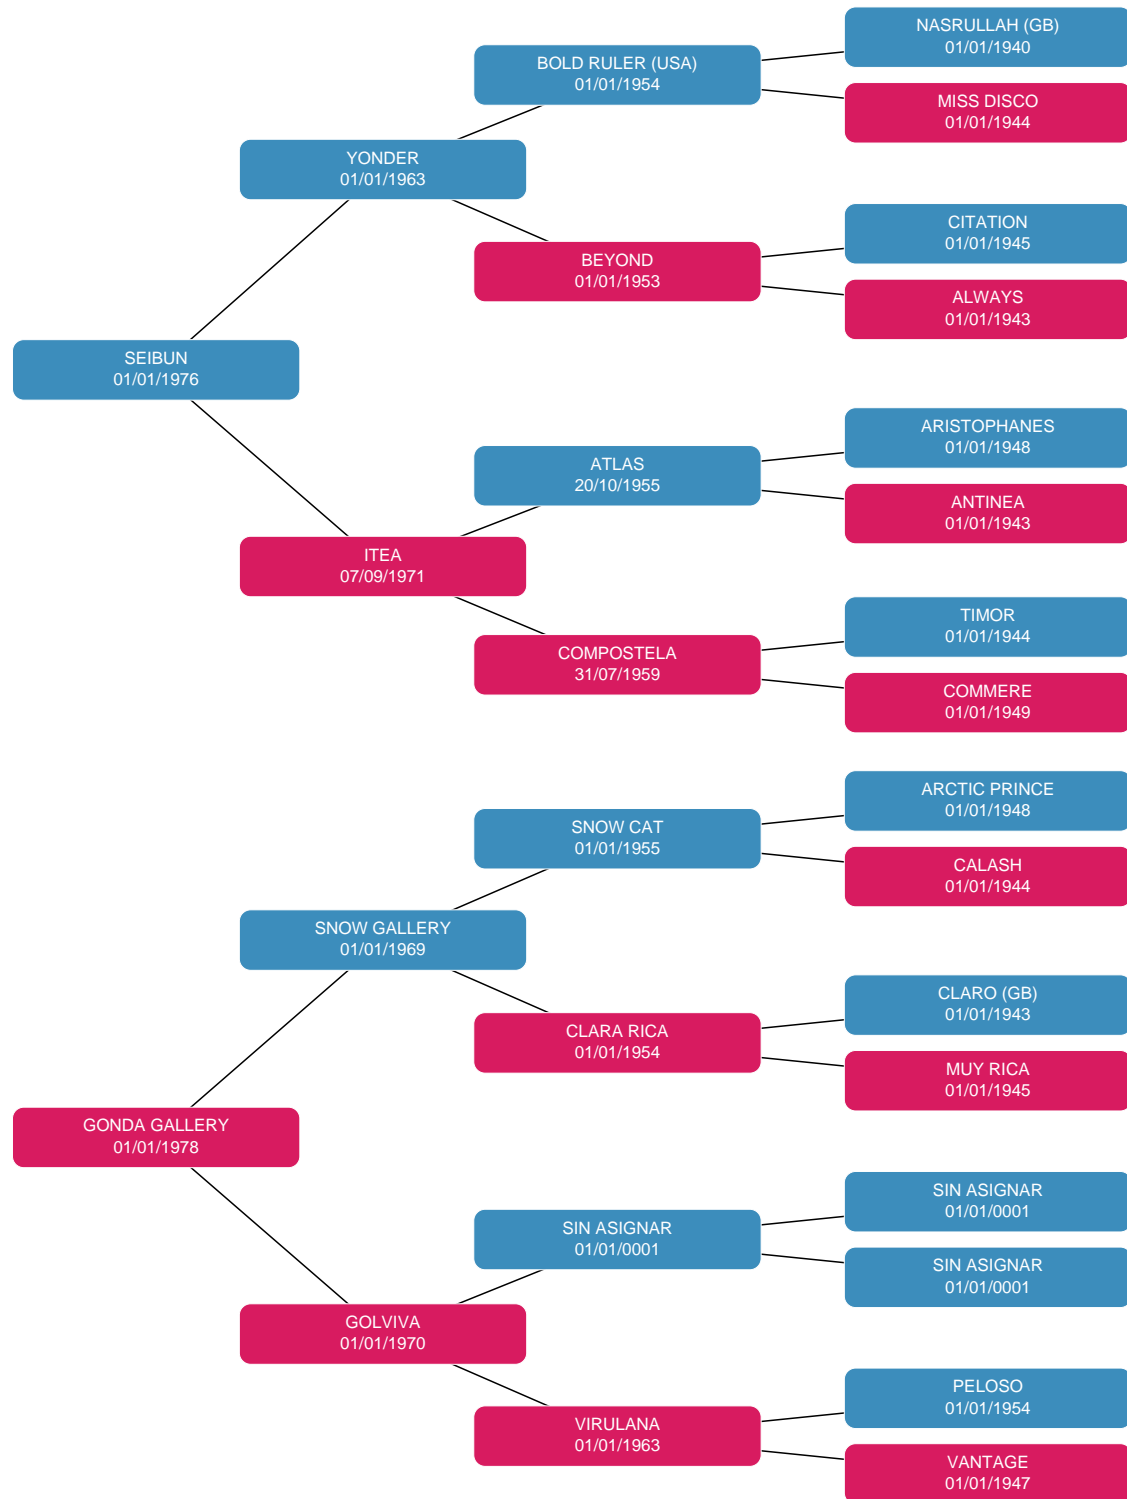 NASRULLAH (GB)
01/01/1940
BOLD RULER (USA)
01/01/1954
MISS DISCO
01/01/1944
YONDER
01/01/1963
CITATION
01/01/1945
BEYOND
01/01/1953
ALWAYS
01/01/1943
SEIBUN
01/01/1976
ARISTOPHANES
01/01/1948
ATLAS
20/10/1955
ANTINEA
01/01/1943
ITEA
07/09/1971
TIMOR
01/01/1944
COMPOSTELA
31/07/1959
COMMERE
01/01/1949
ARCTIC PRINCE
01/01/1948
SNOW CAT
01/01/1955
CALASH
01/01/1944
SNOW GALLERY
01/01/1969
CLARO (GB)
01/01/1943
CLARA RICA
01/01/1954
MUY RICA
01/01/1945
GONDA GALLERY
01/01/1978
SIN ASIGNAR
01/01/0001
SIN ASIGNAR
01/01/0001
SIN ASIGNAR
01/01/0001
GOLVIVA
01/01/1970
PELOSO
01/01/1954
VIRULANA
01/01/1963
VANTAGE
01/01/1947